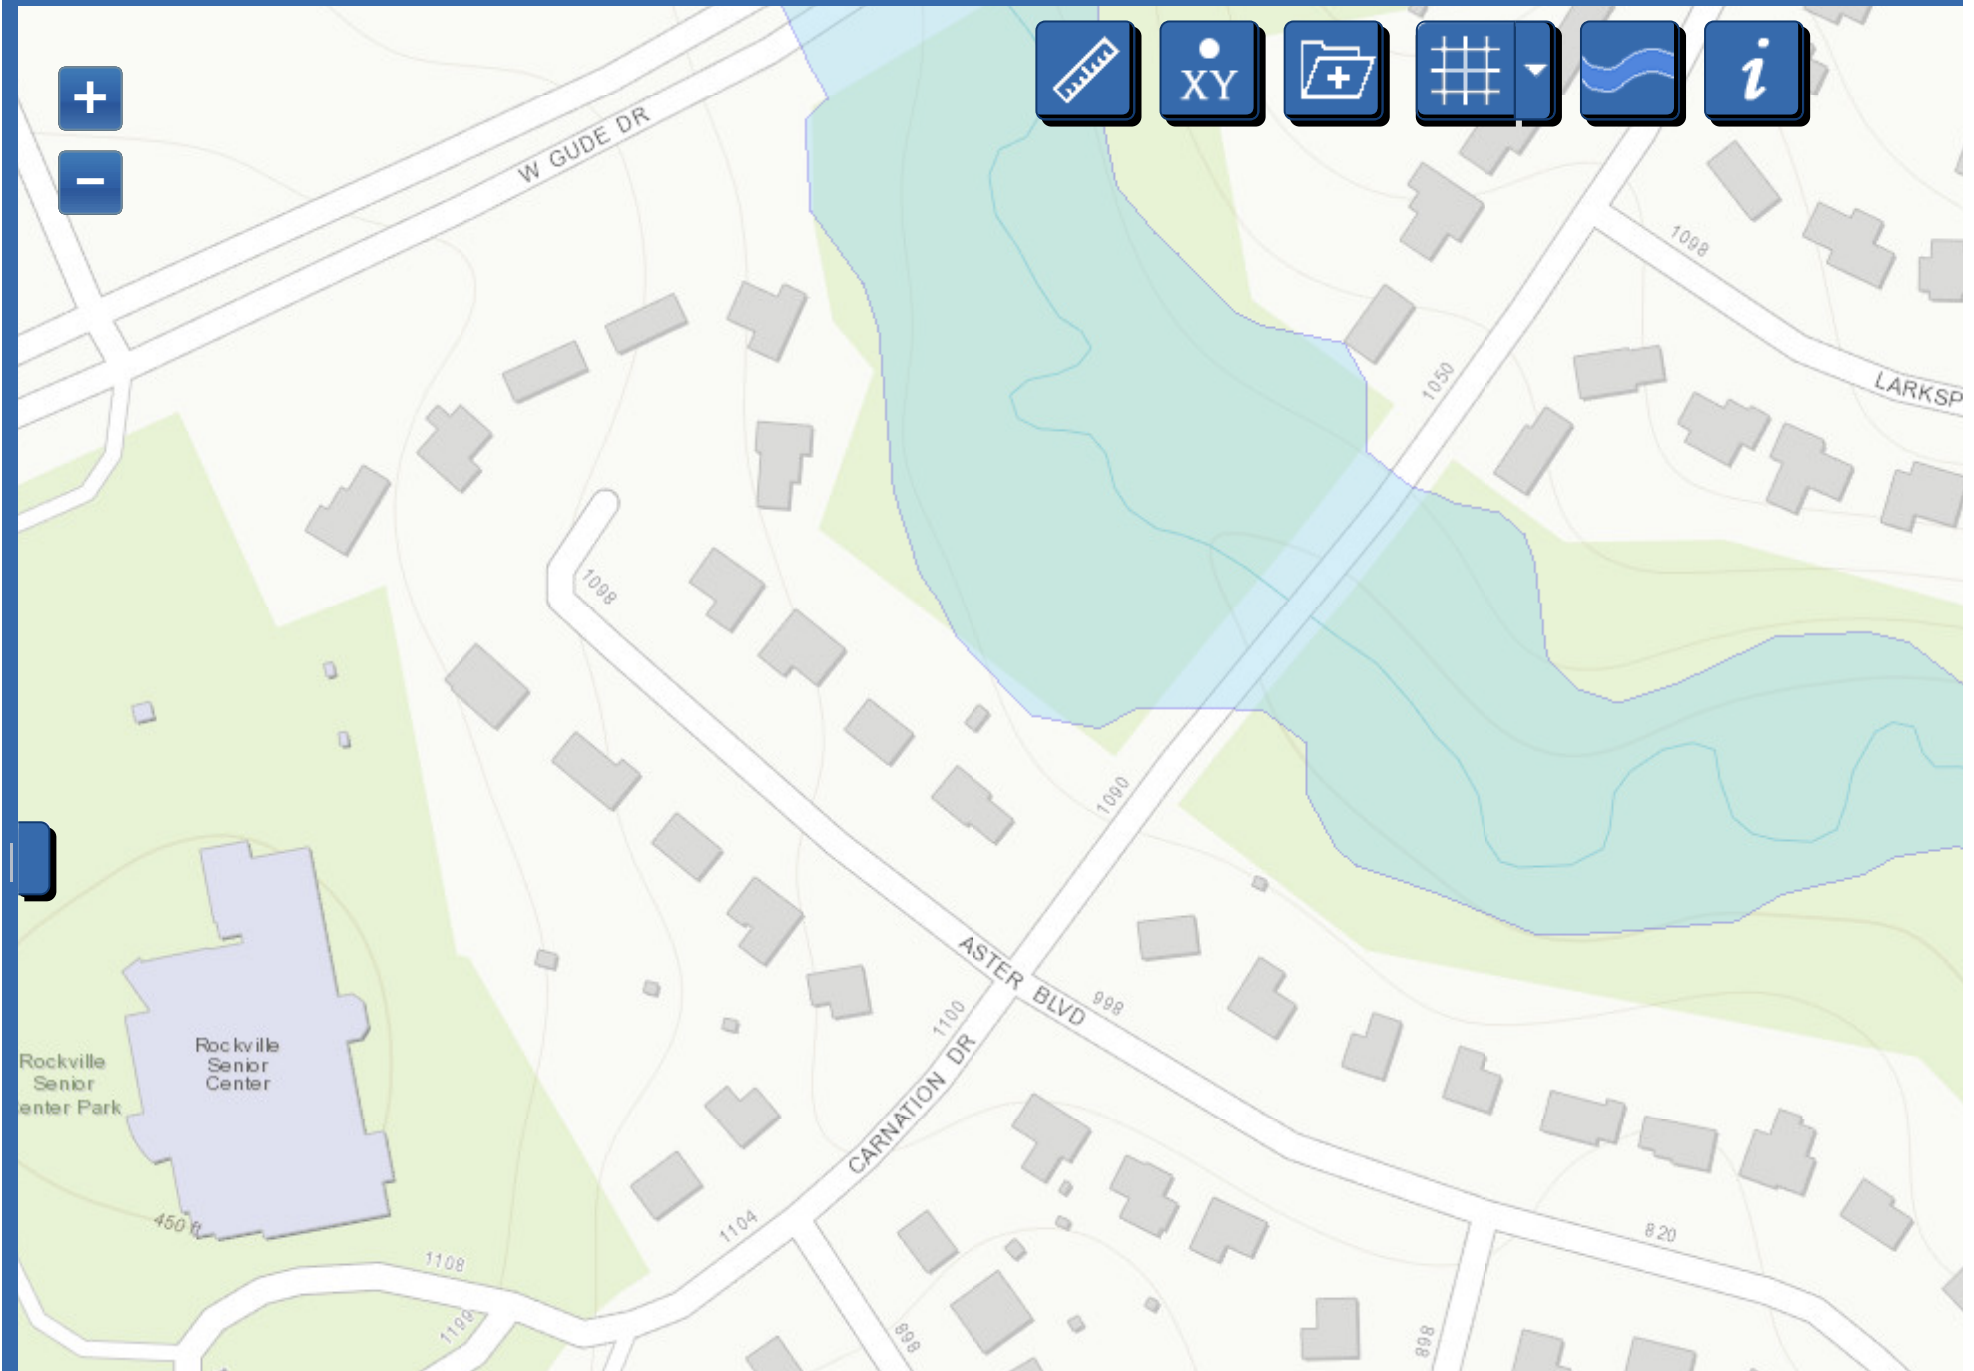 +
−
XY
+
i
W GUDE DR
1098
LARKSP
1050
1098
1090
ASTER BLVD
998
1100
CARNATION DR
Rockville
Senior
Center
Rockville
Senior
enter Park
450 ft
1104
1108
1199
898
898
820